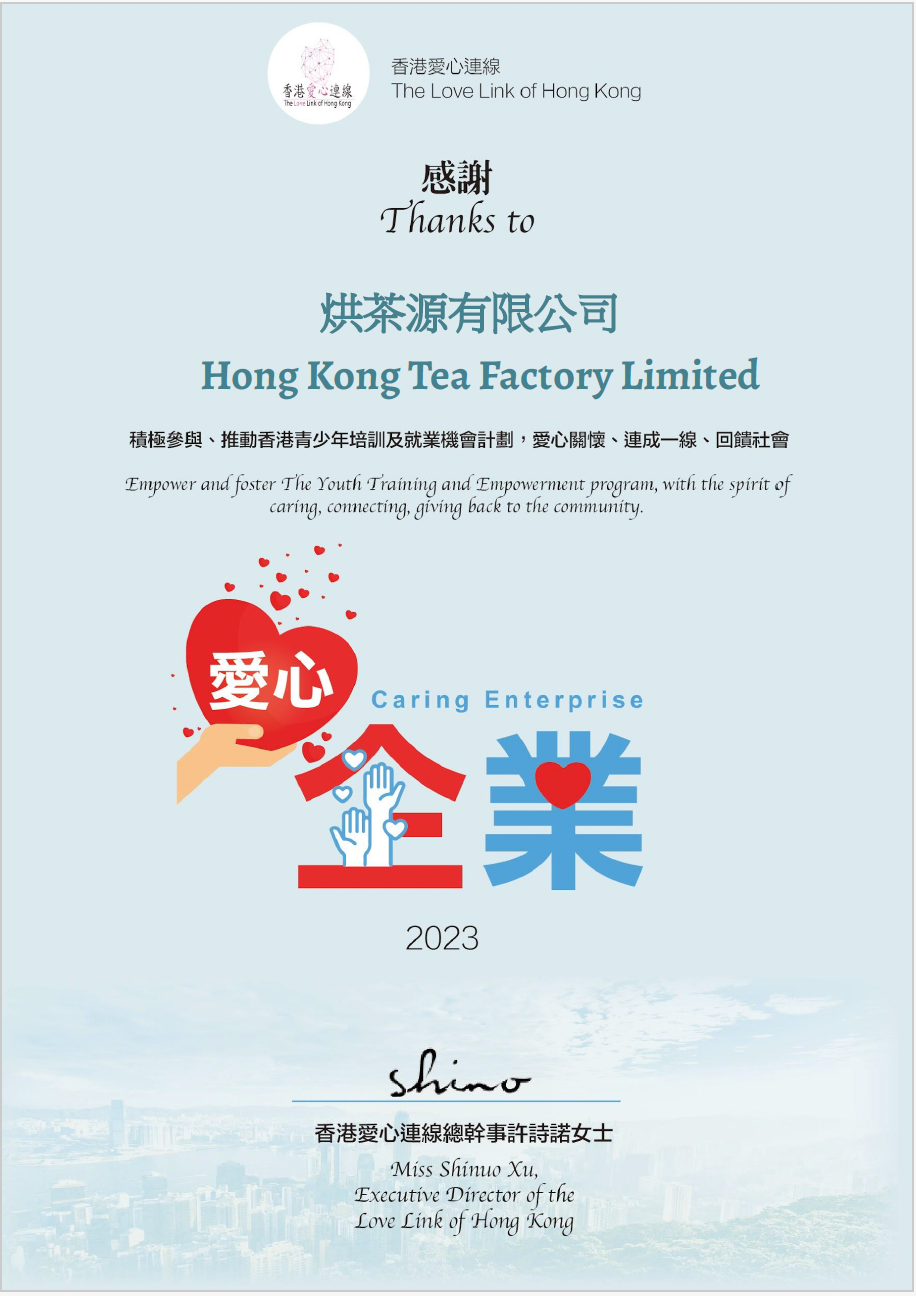 香港愛心連線
The Love Link of Hong Kong
香港愛心連線
The Love Link of Hong Kong
感謝
Thanks to
烘茶源有限公司
Hong Kong Tea Factory Limited
積極參與、推動香港青少年培訓及就業機會計劃，愛心關懷、連成一線、回饋社會
Empower and foster The Youth Training and Empowerment program, with the spirit of
caring, connecting, giving back to the community.
愛心
Caring Enterprise
企業
2023
shino
香港愛心連線總幹事許詩諾女士
Miss Shinuo Xu,
Executive Director of the
Love Link of Hong Kong